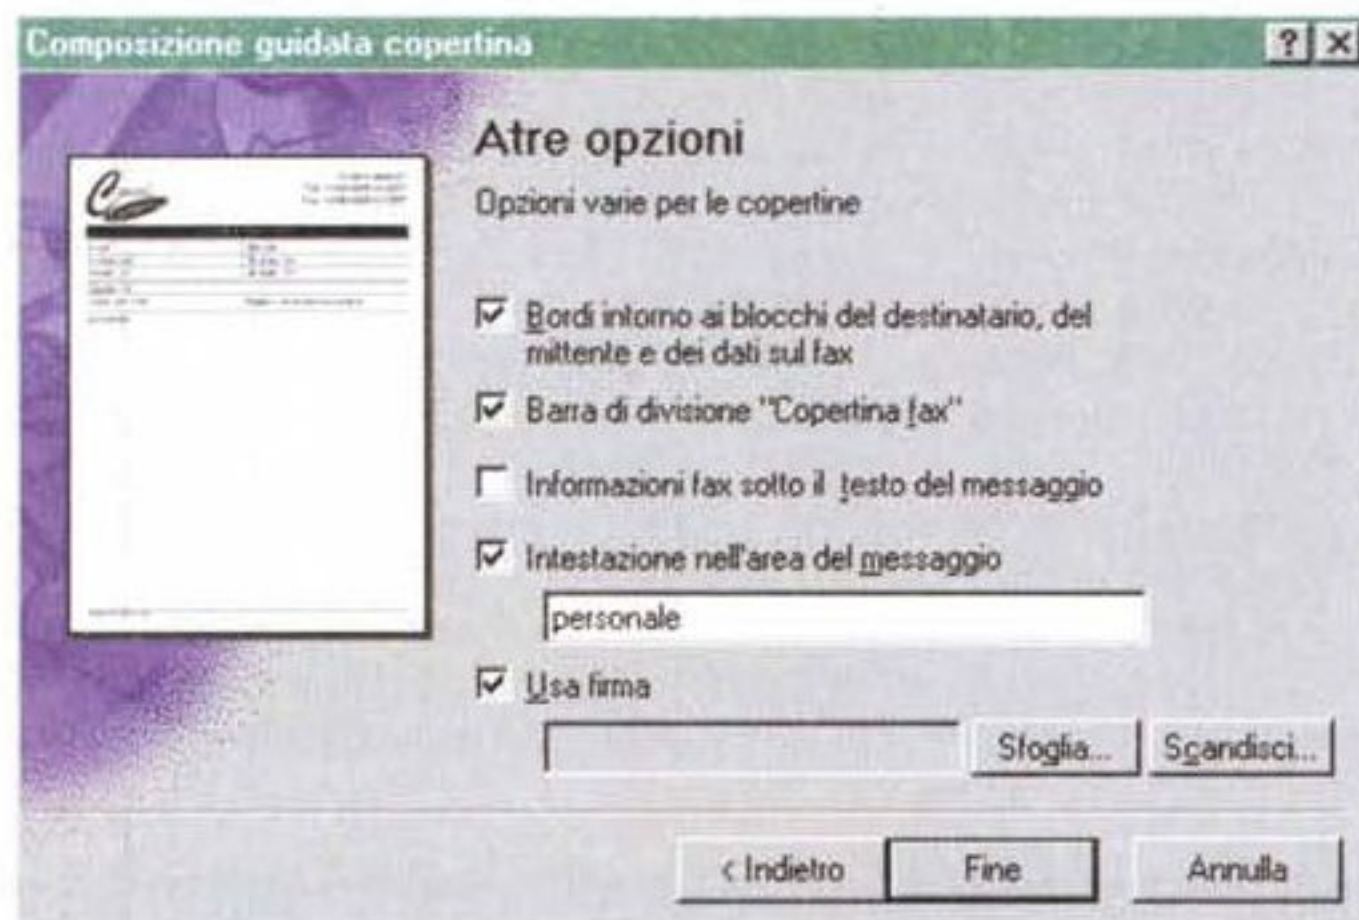 Composizione guidata copertina
Atre opzioni
Opzioni varie per le copertine
Bordi intorno ai blocchi del destinatario, del
mittente e dei dati sul fax
Barra di divisione "Copertina fax"
Informazioni fax sotto il testo del messaggio
Intestazione nell'area del messaggio
personale
Usa firma
Sfoglia... Scandisci...
< Indietro Fine Annulla